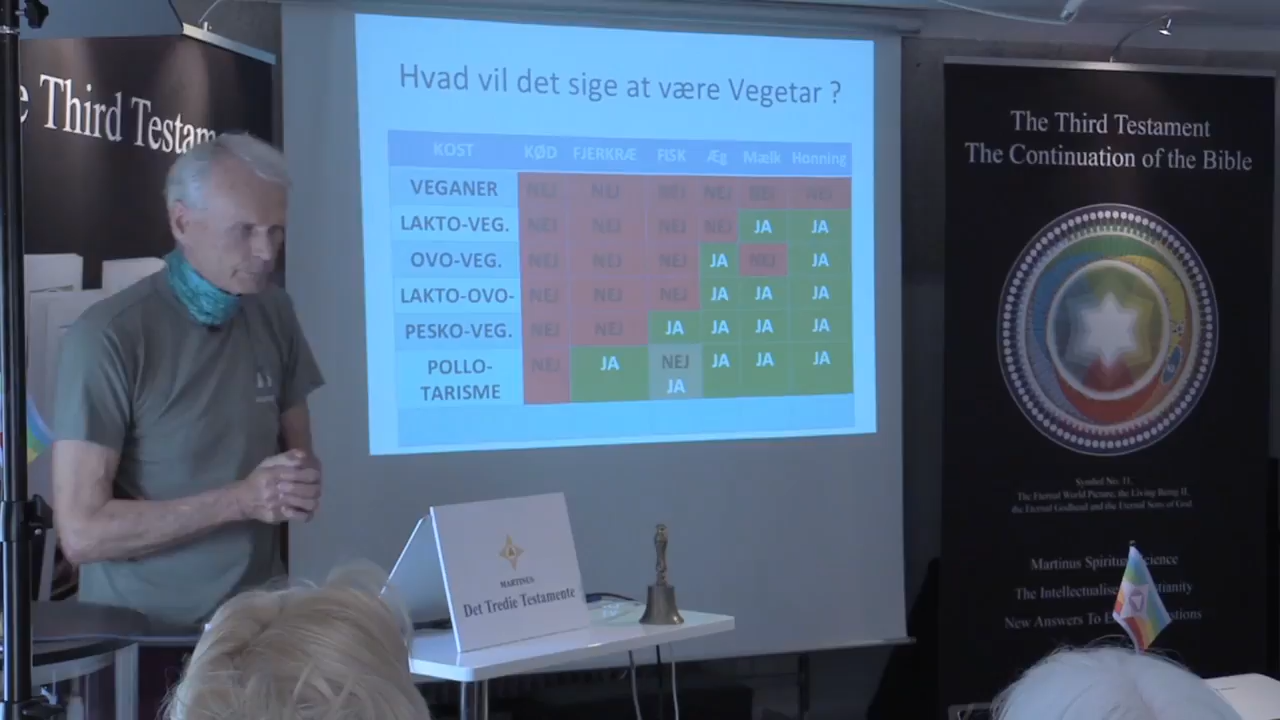 e Third Testam
Hvad vil det sige at være Vegetar ?
KOST KØD FJERKRÆ FISK Æg Mælk Honning
VEGANER NEJ NEJ NEJ NEJ NEJ NEJ
LAKTO-VEG. NEJ NEJ NEJ NEJ JA JA
OVO-VEG. NEJ NEJ NEJ JA NEJ JA
LAKTO-OVO- NEJ NEJ NEJ JA JA JA
PESKO-VEG. NEJ NEJ JA JA JA JA
POLLO-TARISME NEJ JA NEJ JA JA JA JA
The Third Testament
The Continuation of the Bible
Symbol No. 11.
The Eternal World Picture, the Living Being II,
the Eternal Godhead and the Eternal Sons of God.
Martinus Spiritual Science
The Intellectualise tianity
New Answers To stions
MARTINUS
Det Tredie Testamente